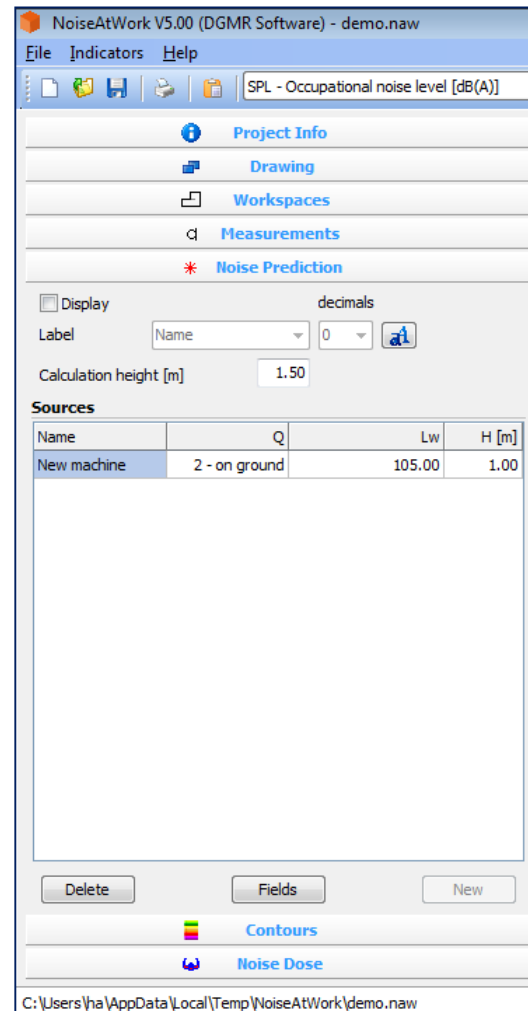 NoiseAtWork V5.00 (DGMR Software) - demo.naw
File Indicators Help
SPL - Occupational noise level [dB(A)]
Project Info
Drawing
Workspaces
Measurements
Noise Prediction
Display decimals
Label Name 0
Calculation height [m] 1.50
Sources
Name Q Lw H [m]
New machine 2 - on ground 105.00 1.00
Delete Fields New
Contours
Noise Dose
C:\Users\ha\AppData\Local\Temp\NoiseAtWork\demo.naw